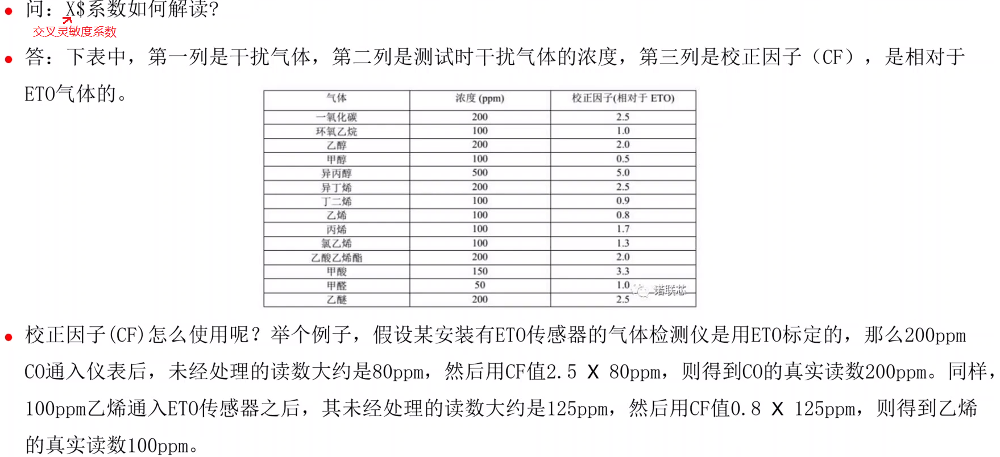 问：X$系数如何解读?
交叉灵敏度系数
答：下表中，第一列是干扰气体，第二列是测试时干扰气体的浓度，第三列是校正因子（CF），是相对于
ETO气体的。
气体 浓度 (ppm) 校正因子(相对于 ETO)
一氧化碳 200 2.5
环氧乙烷 100 1.0
乙醇 200 2.0
甲醇 100 0.5
异丙醇 500 5.0
异丁烯 200 2.5
丁二烯 100 0.9
乙烯 100 0.8
丙烯 100 1.7
氯乙烯 100 1.3
乙酸乙烯酯 200 2.0
甲酸 150 3.3
甲醛 50 1.0
诺联芯
乙醚 200 2.5
校正因子(CF)怎么使用呢？举个例子，假设某安装有ETO传感器的气体检测仪是用ETO标定的，那么200ppm
CO通入仪表后，未经处理的读数大约是80ppm，然后用CF值2.5 X 80ppm，则得到CO的真实读数200ppm。同样，
100ppm乙烯通入ETO传感器之后，其未经处理的读数大约是125ppm，然后用CF值0.8 X 125ppm，则得到乙烯
的真实读数100ppm。